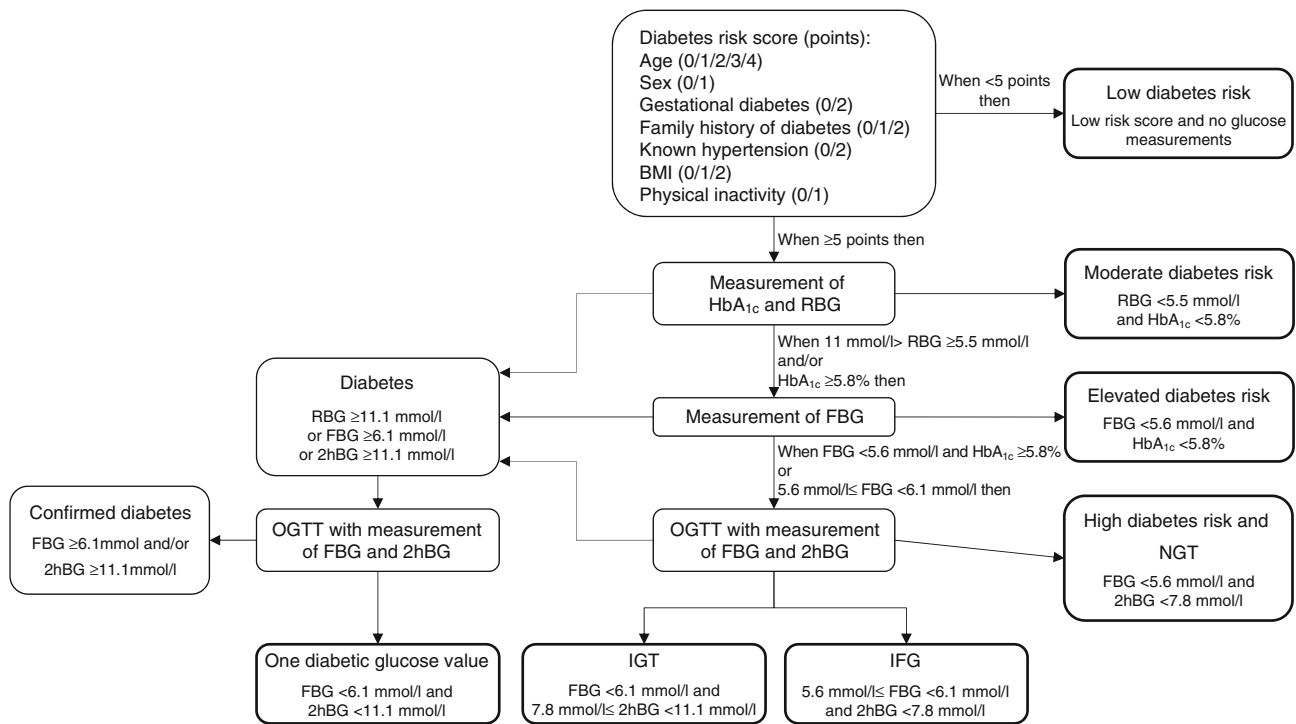 Diabetes risk score (points):
Age (0/1/2/3/4)
Sex (0/1)
Gestational diabetes (0/2)
Family history of diabetes (0/1/2)
Known hypertension (0/2)
BMI (0/1/2)
Physical inactivity (0/1)
When <5 points
then
Low diabetes risk
Low risk score and no glucose
measurements
When ≥5 points then
Measurement of
HbA1c and RBG
Moderate diabetes risk
RBG <5.5 mmol/l
and HbA1c <5.8%
When 11 mmol/l> RBG ≥5.5 mmol/l
and/or
HbA1c ≥5.8% then
Diabetes
RBG ≥11.1 mmol/l
or FBG ≥6.1 mmol/l
or 2hBG ≥11.1 mmol/l
Measurement of FBG
Elevated diabetes risk
FBG <5.6 mmol/l and
HbA1c <5.8%
When FBG <5.6 mmol/l and HbA1c ≥5.8%
or
5.6 mmol/l≤ FBG <6.1 mmol/l then
Confirmed diabetes
FBG ≥6.1mmol and/or
2hBG ≥11.1mmol/l
OGTT with measurement
of FBG and 2hBG
OGTT with measurement
of FBG and 2hBG
High diabetes risk and
NGT
FBG <5.6 mmol/l and
2hBG <7.8 mmol/l
One diabetic glucose value
FBG <6.1 mmol/l and
2hBG <11.1 mmol/l
IGT
FBG <6.1 mmol/l and
7.8 mmol/l≤ 2hBG <11.1 mmol/l
IFG
5.6 mmol/l≤ FBG <6.1 mmol/l
and 2hBG <7.8 mmol/l